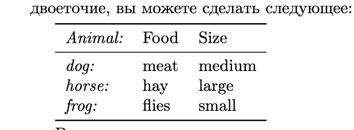 двоеточие, вы можете сделать следующее:
Animal: Food Size
dog: meat medium
horse: hay large
frog: flies small